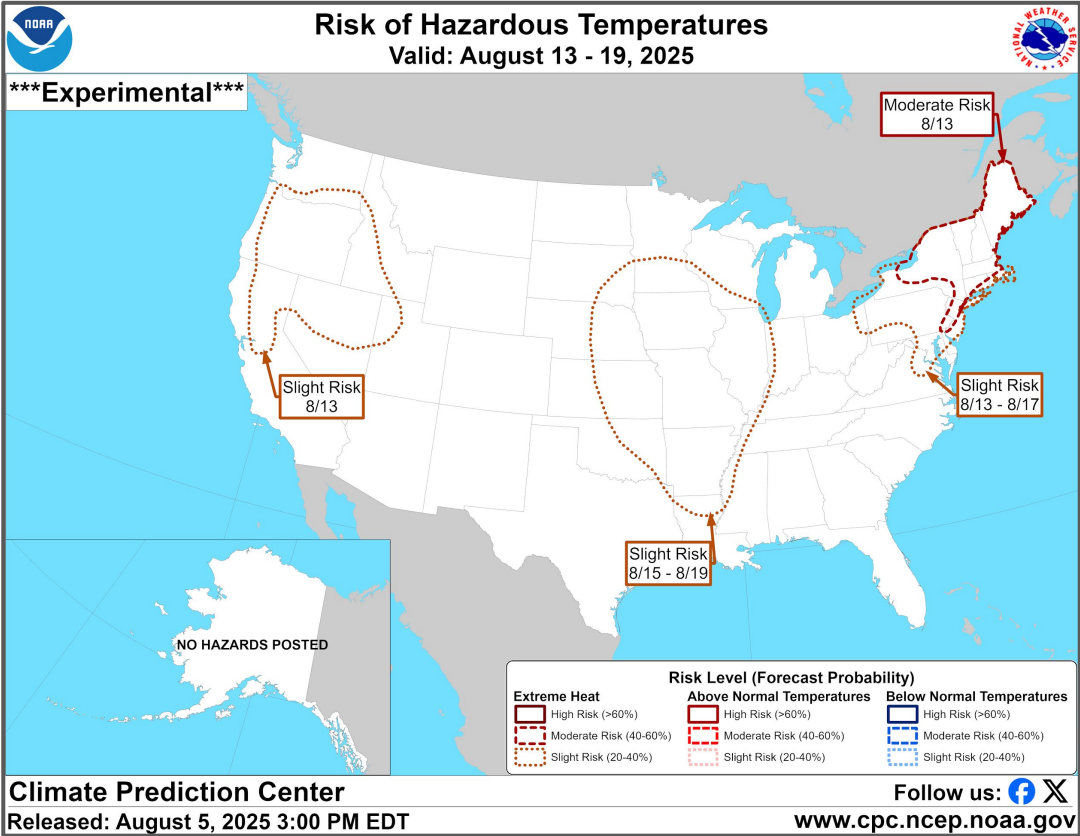 NOAA
Risk of Hazardous Temperatures
Valid: August 13 - 19, 2025
NATIONAL WEATHER SERVICE
***Experimental***
Moderate Risk
8/13
Slight Risk
8/13
Slight Risk
8/13 - 8/17
Slight Risk
8/15 - 8/19
NO HAZARDS POSTED
Risk Level (Forecast Probability)
Extreme Heat
High Risk (>60%)
Moderate Risk (40-60%)
Slight Risk (20-40%)
Above Normal Temperatures
High Risk (>60%)
Moderate Risk (40-60%)
Slight Risk (20-40%)
Below Normal Temperatures
High Risk (>60%)
Moderate Risk (40-60%)
Slight Risk (20-40%)
Climate Prediction Center
Follow us:
Released: August 5, 2025 3:00 PM EDT
www.cpc.ncep.noaa.gov